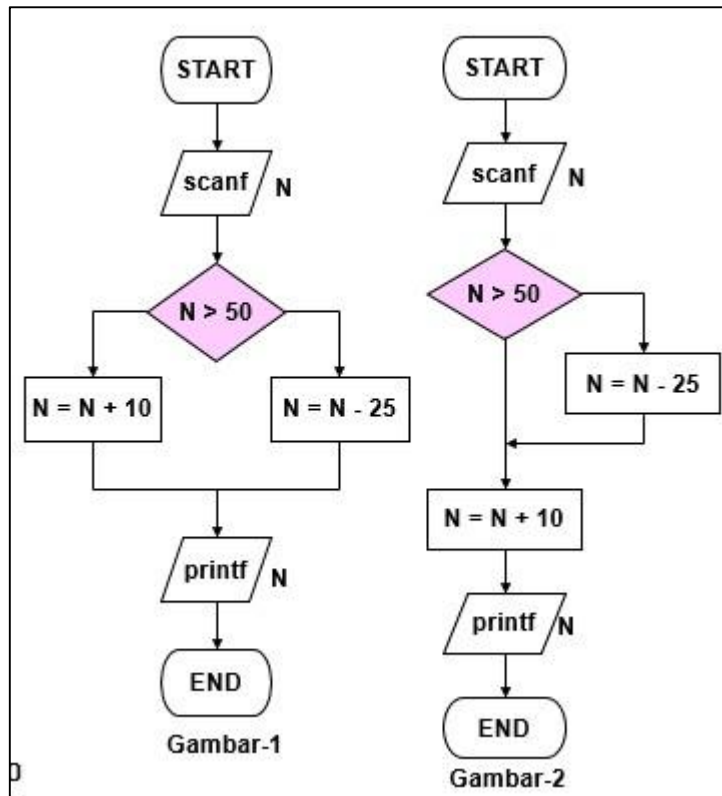 START
scanf N
N > 50
N = N + 10
N = N - 25
printf N
END
Gambar-1
START
scanf N
N > 50
N = N - 25
N = N + 10
printf N
END
Gambar-2